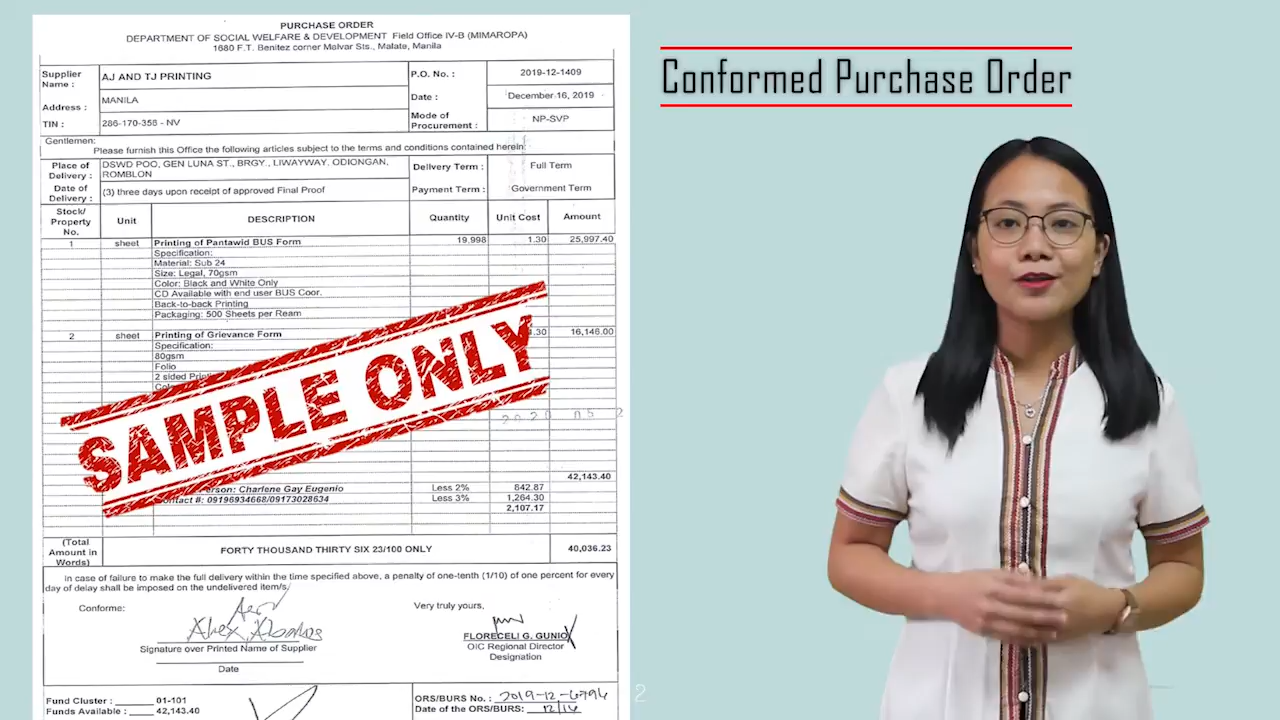 PURCHASE ORDER
DEPARTMENT OF SOCIAL WELFARE & DEVELOPMENT Field Office IV-B (MIMAROPA)
1680 F.T. Benitez corner Malvar Sts., Malate, Manila
Conformed Purchase Order
Supplier Name : AJ AND TJ PRINTING P.O. No. : 2019-12-1409
Address : MANILA Date : December 16, 2019
TIN : 286-170-358 - NV Mode of Procurement : NP-SVP
Gentlemen:
Please furnish this Office the following articles subject to the terms and conditions contained herein:
Place of Delivery : DSWD POO, GEN LUNA ST., BRGY., LIWAYWAY, ODIONGAN, ROMBLON Delivery Term : Full Term
Date of Delivery : (3) three days upon receipt of approved Final Proof Payment Term : Government Term
Stock/ Property No. Unit DESCRIPTION Quantity Unit Cost Amount
1 sheet Printing of Pantawid BUS Form 19,998 1.30 25,997.40
Specification:
Material: Sub 24
Size: Legal, 70gsm
Color: Black and White Only
CD Available with end user BUS Coor.
Back-to-back Printing
Packaging: 500 Sheets per Ream
2 sheet Printing of Grievance Form .30 16,146.00
Specification:
80gsm
Folio
2 sided
SAMPLE ONLY
42,143.40
Charlene Gay Eugenio Less 2% 842.87
#: 09196934668/09173028634 Less 3% 1,264.30
2,107.17
(Total Amount in Words) FORTY THOUSAND THIRTY SIX 23/100 ONLY 40,036.23
In case of failure to make the full delivery within the time specified above, a penalty of one-tenth (1/10) of one percent for every
day of delay shall be imposed on the undelivered item/s.
Conforme: Very truly yours,
FLORECELI G. GUNIO
Signature over Printed Name of Supplier OIC Regional Director
Designation
Date
Fund Cluster : 01-101 ORS/BURS No. : 2019-12-6794
Funds Available : 42,143.40 Date of the ORS/BURS: 12/16